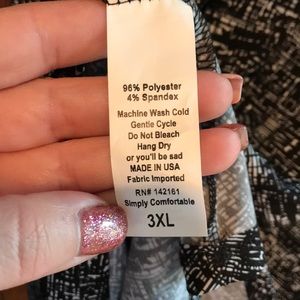 96% Polyester
4% Spandex
Machine Wash Cold
Gentle Cycle
Do Not Bleach
Hang Dry
or you'll be sad
MADE IN USA
Fabric Imported
RN# 142161
Simply Comfortable
3XL